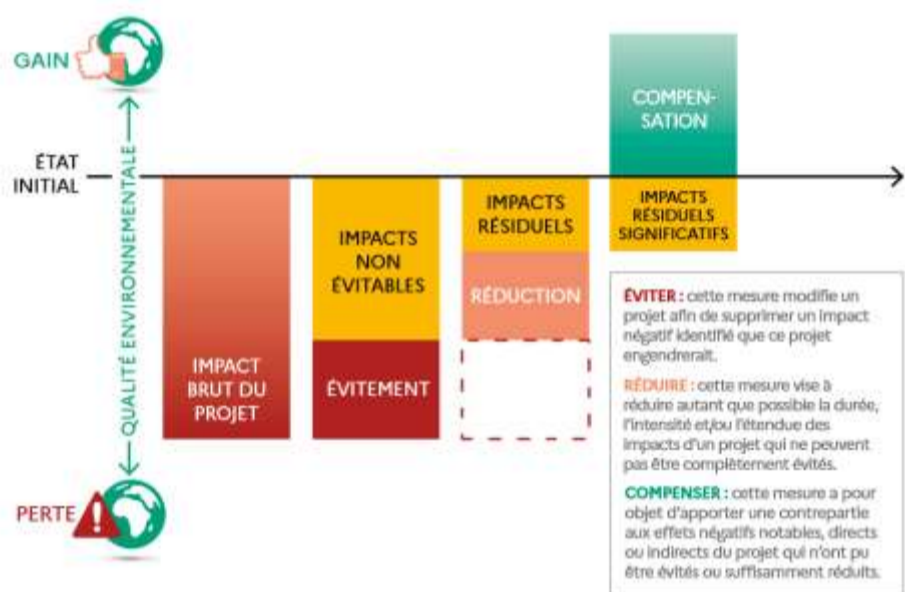 GAIN
ÉTAT
INITIAL
PERTE
QUALITÉ ENVIRONNEMENTALE
IMPACT
BRUT DU
PROJET
IMPACTS
NON
ÉVITABLES
ÉVITEMENT
IMPACTS
RÉSIDUELS
RÉDUCTION
COMPEN-
SATION
IMPACTS
RÉSIDUELS
SIGNIFICATIFS
ÉVITER : cette mesure modifie un
projet afin de supprimer un impact
négatif identifié que ce projet
engendrerait.
RÉDUIRE : cette mesure vise à
réduire autant que possible la durée,
l'intensité et/ou l'étendue des
impacts d'un projet qui ne peuvent
pas être complètement évités.
COMPENSER : cette mesure a pour
objet d'apporter une contrepartie
aux effets négatifs notables, directs
ou indirects du projet qui n'ont pu
être évités ou suffisamment réduits.